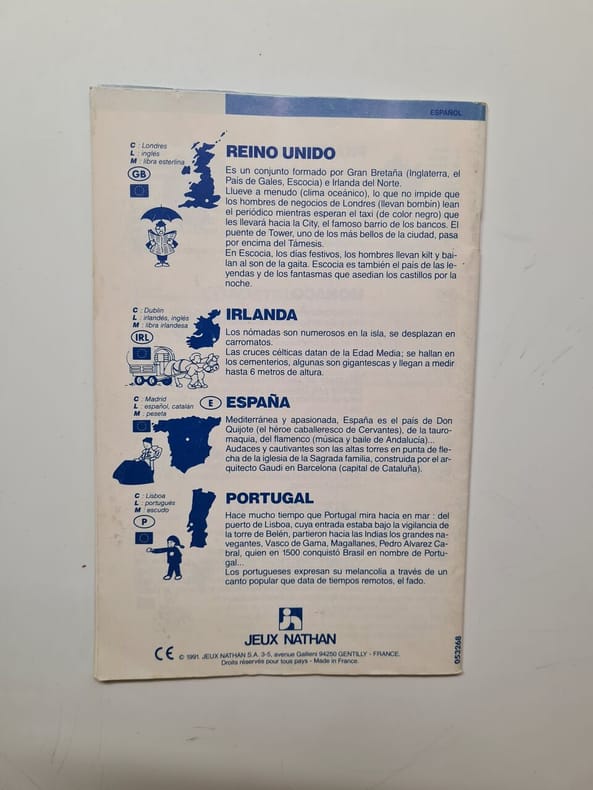 ESPAÑOL
C : Londres
L : inglés
M : libra esterlina
GB
REINO UNIDO
Es un conjunto formado por Gran Bretaña (Inglaterra, el
País de Gales, Escocia) e Irlanda del Norte.
Llueve a menudo (clima oceánico), lo que no impide que
los hombres de negocios de Londres (llevan bombín) lean
el periódico mientras esperan el taxi (de color negro) que
les llevará hacia la City, el famoso barrio de los bancos. El
puente de Tower, uno de los más bellos de la ciudad, pasa
por encima del Támesis.
En Escocia, los días festivos, los hombres llevan kilt y bai-
lan al son de la gaita. Escocia es también el país de las le-
yendas y de los fantasmas que asedian los castillos por la
noche.
C : Dublin
L : irlandés, inglés
M : libra irlandesa
IRL
IRLANDA
Los nómadas son numerosos en la isla, se desplazan en
carromatos.
Las cruces célticas datan de la Edad Media; se hallan en
los cementerios, algunas son gigantescas y llegan a medir
hasta 6 metros de altura.
C : Madrid
L : español, catalán
M : peseta
E
ESPAÑA
Mediterránea y apasionada, España es el país de Don
Quijote (el héroe caballeresco de Cervantes), de la tauro-
maquia, del flamenco (música y baile de Andalucía)...
Audaces y cautivantes son las altas torres en punta de fle-
cha de la iglesia de la Sagrada familia, construida por el ar-
quitecto Gaudi en Barcelona (capital de Cataluña).
C : Lisboa
L : portugués
M : escudo
P
PORTUGAL
Hace mucho tiempo que Portugal mira hacia en mar : del
puerto de Lisboa, cuya entrada estaba bajo la vigilancia de
la torre de Belén, partieron hacia las Indias los grandes na-
vegantes, Vasco de Gama, Magallanes, Pedro Alvarez Ca-
bral, quien en 1500 conquistó Brasil en nombre de Portu-
gal...
Los portugueses expresan su melancolía a través de un
canto popular que data de tiempos remotos, el fado.
JEUX NATHAN
CE © 1991. JEUX NATHAN S.A. 3-5, avenue Gallieni 94250 GENTILLY - FRANCE.
Droits réservés pour tous pays - Made in France.
053268